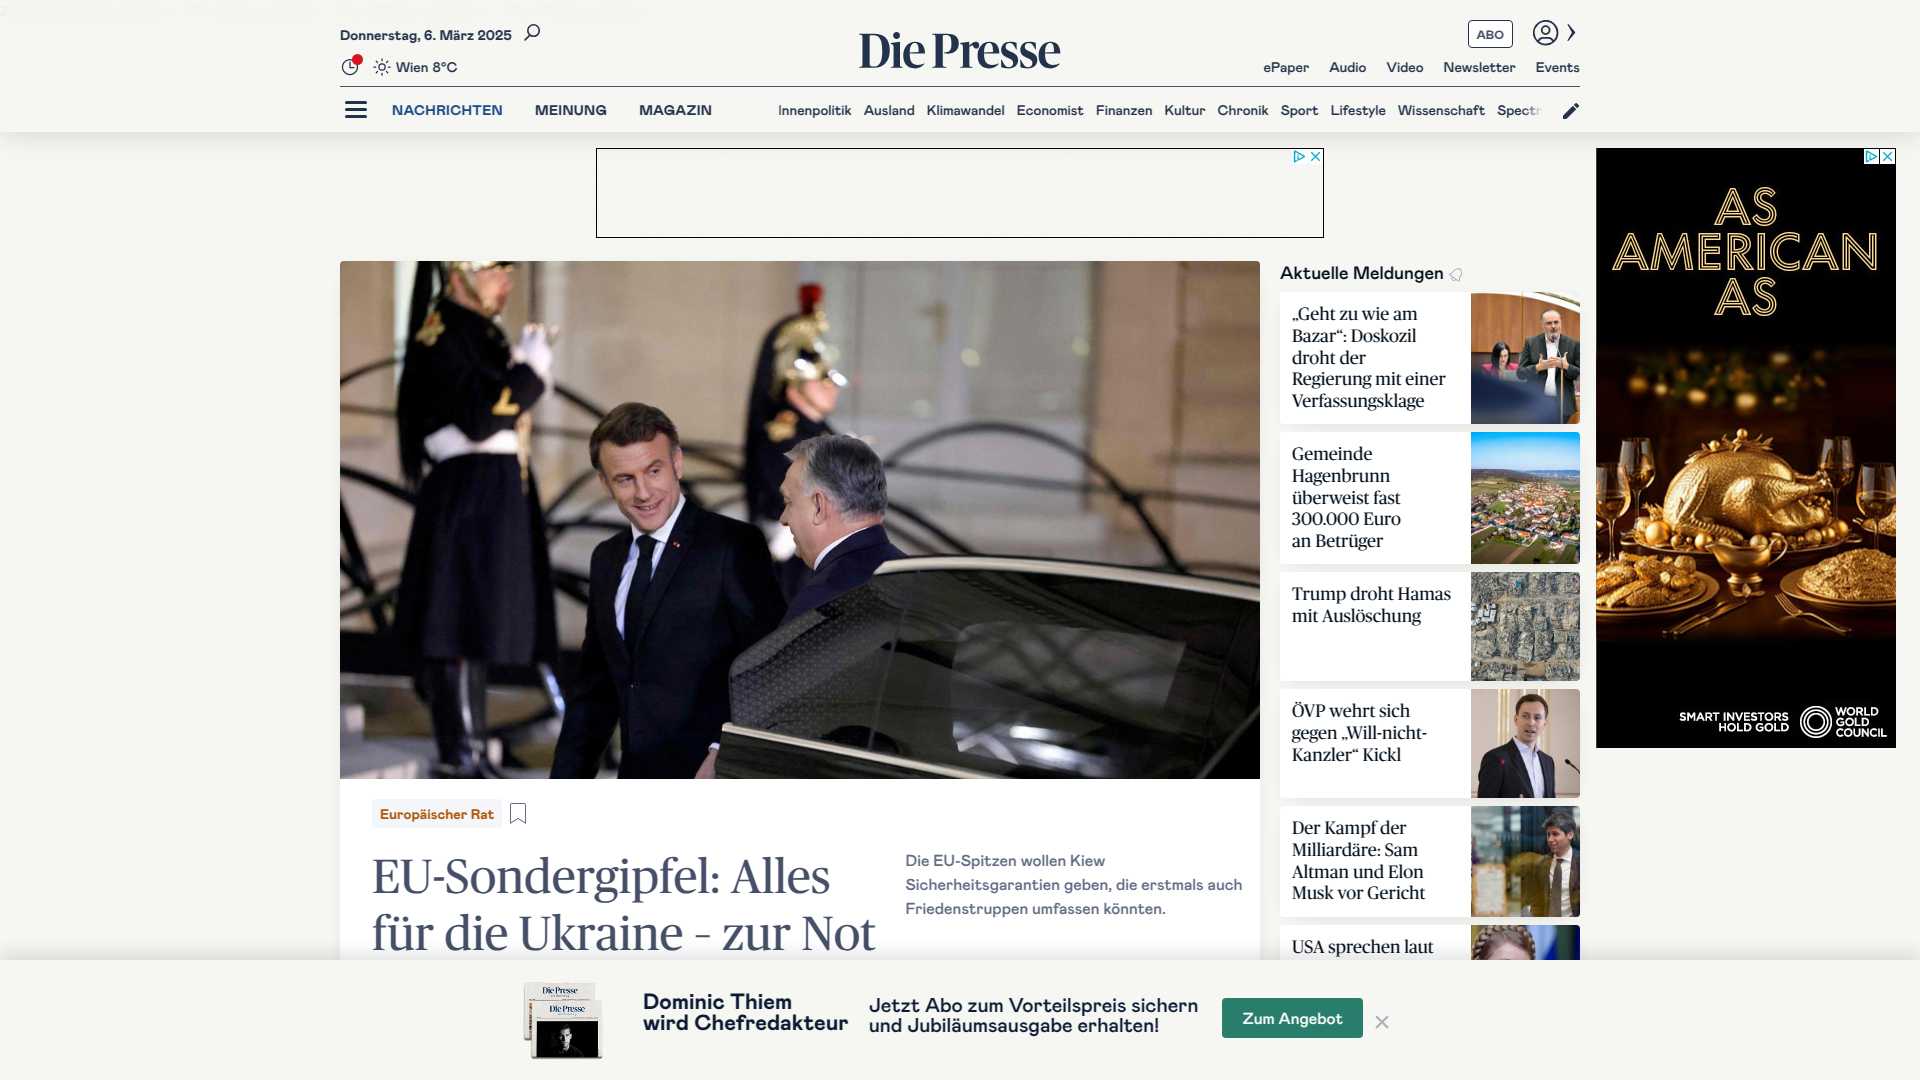 Donnerstag, 6. März 2025
Die Presse
ABO
Wien 8°C
ePaper Audio Video Newsletter Events
NACHRICHTEN MEINUNG MAGAZIN
Innenpolitik Ausland Klimawandel Economist Finanzen Kultur Chronik Sport Lifestyle Wissenschaft Spectr
Europäischer Rat
EU-Sondergipfel: Alles
für die Ukraine – zur Not
Die EU-Spitzen wollen Kiew
Sicherheitsgarantien geben, die erstmals auch
Friedenstruppen umfassen könnten.
Aktuelle Meldungen
„Geht zu wie am
Bazar“: Doskozil
droht der
Regierung mit einer
Verfassungsklage
Gemeinde
Hagenbrunn
überweist fast
300.000 Euro
an Betrüger
Trump droht Hamas
mit Auslöschung
ÖVP wehrt sich
gegen „Will-nicht-
Kanzler“ Kickl
Der Kampf der
Milliardäre: Sam
Altman und Elon
Musk vor Gericht
USA sprechen laut
AS
AMERICAN
AS
SMART INVESTORS
HOLD GOLD
WORLD
GOLD
COUNCIL
Die Presse
Die Presse
Dominic Thiem
wird Chefredakteur
Jetzt Abo zum Vorteilspreis sichern
und Jubiläumsausgabe erhalten!
Zum Angebot